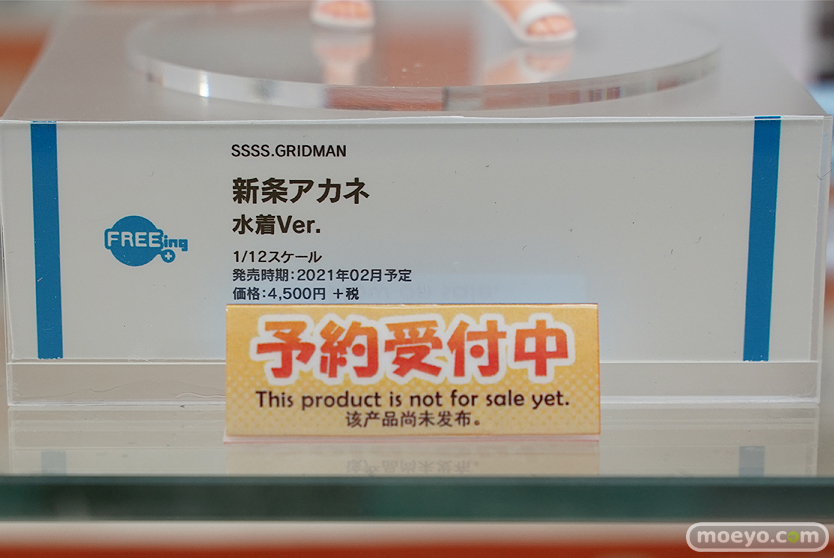 SSSS.GRIDMAN
新条アカネ
水着Ver.
FREEing
1/12スケール
発売時期:2021年02月予定
価格:4,500円 +税
予約受付中
This product is not for sale yet.
该产品尚未发布。
moeyo.com